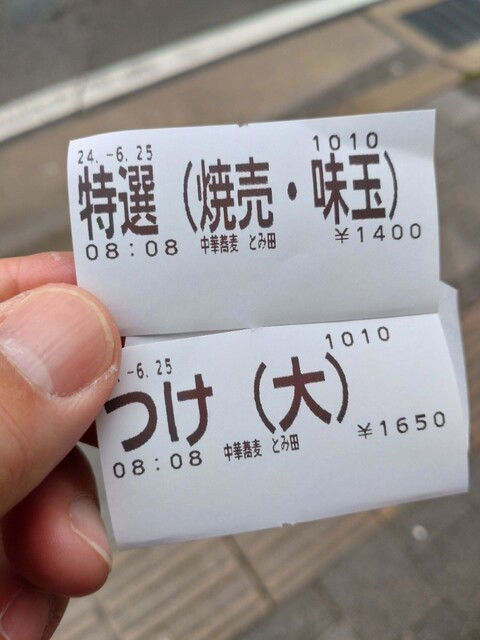 24.-6.25 1010
特選（焼売・味玉）
08:08 中華蕎麦 とみ田 ￥1400
.-6.25 1010
つけ（大）
08:08 中華蕎麦 とみ田 ￥1650